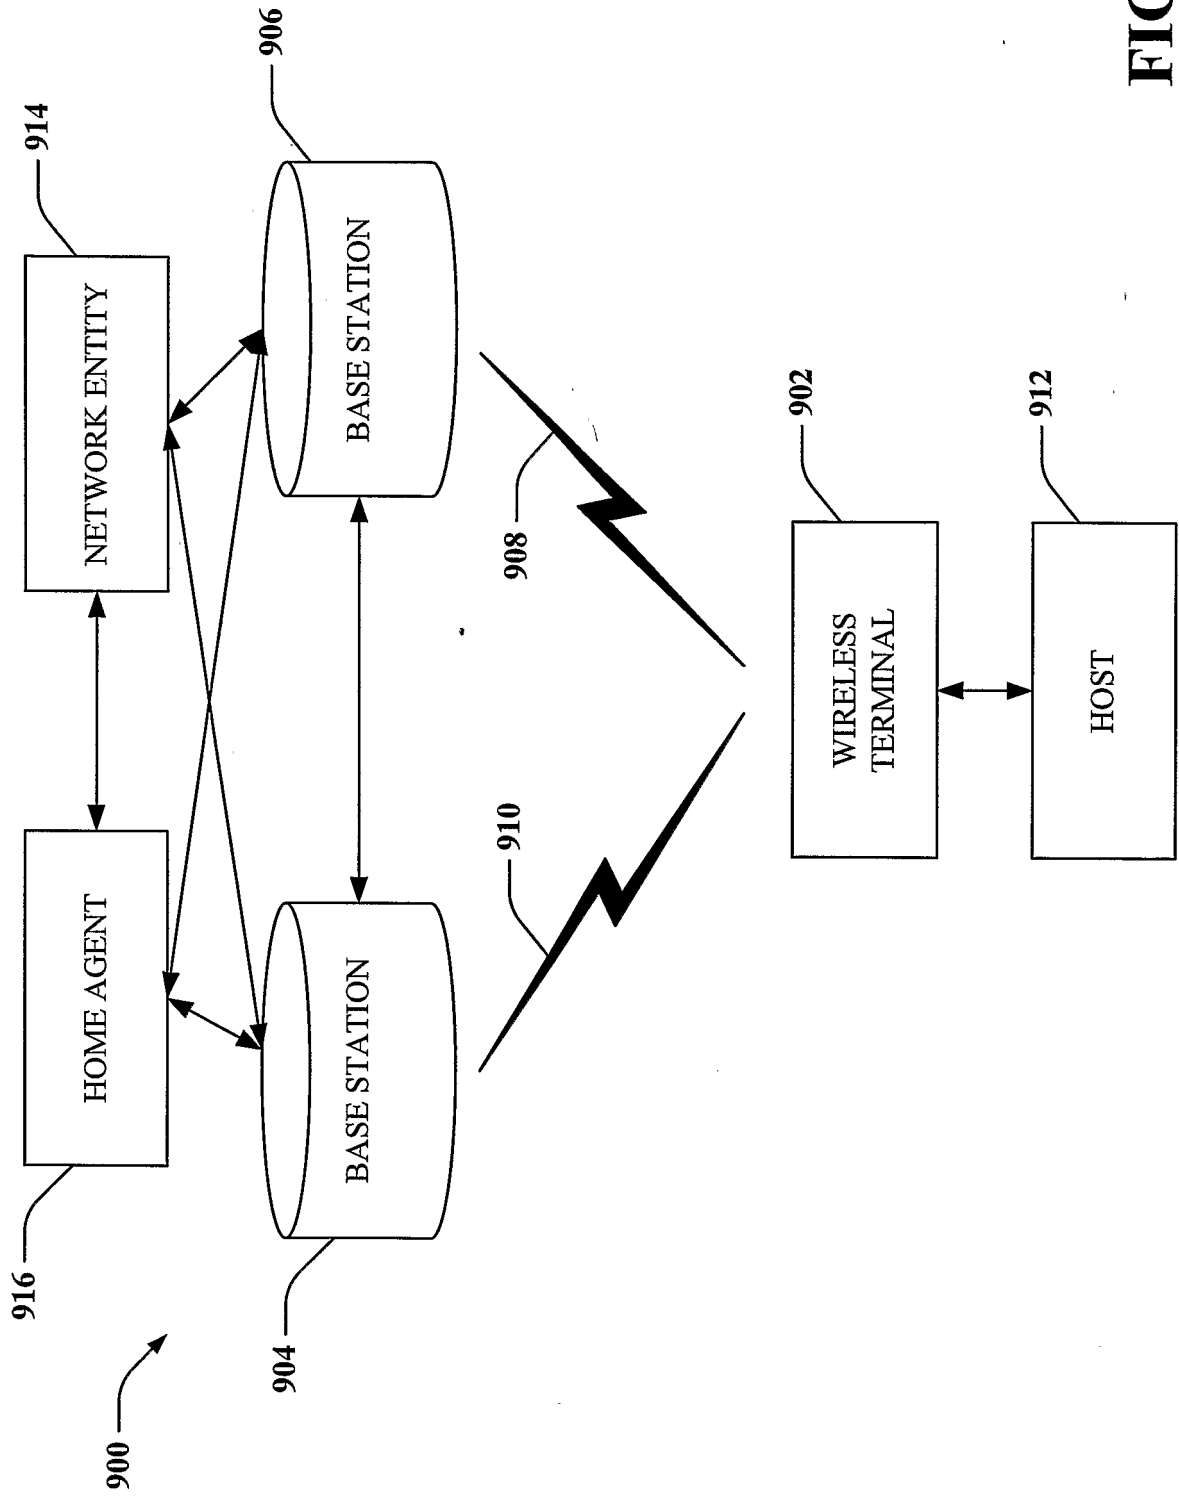 916
914
HOME AGENT
NETWORK ENTITY
900
906
904
BASE STATION
BASE STATION
910
908
902
WIRELESS
TERMINAL
912
HOST